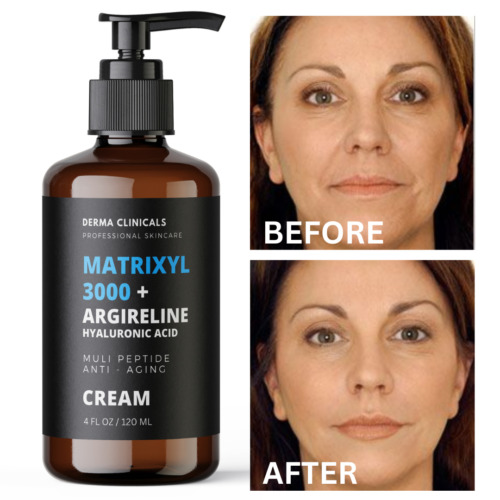 DERMA CLINICALS
PROFESSIONAL SKINCARE
MATRIXYL
3000 +
ARGIRELINE
HYALURONIC ACID
MULI PEPTIDE
ANTI - AGING
CREAM
4 FL OZ / 120 ML
BEFORE
AFTER